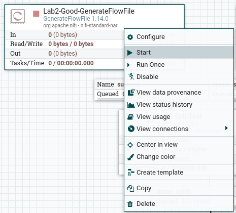 Lab2-Good-GenerateFlowFile
GenerateFlowFile 1.14.0
org.apache.nifi - nifi-standard-nar
In 0 (0 bytes)
Read/Write 0 bytes / 0 bytes
Out 0 (0 bytes)
Tasks/Time 0 / 00:00:00.000
Name su
Queued
Configure
Start
Run Once
Disable
View data provenance
View status history
View usage
View connections
Center in view
Change color
Create template
Copy
Delete